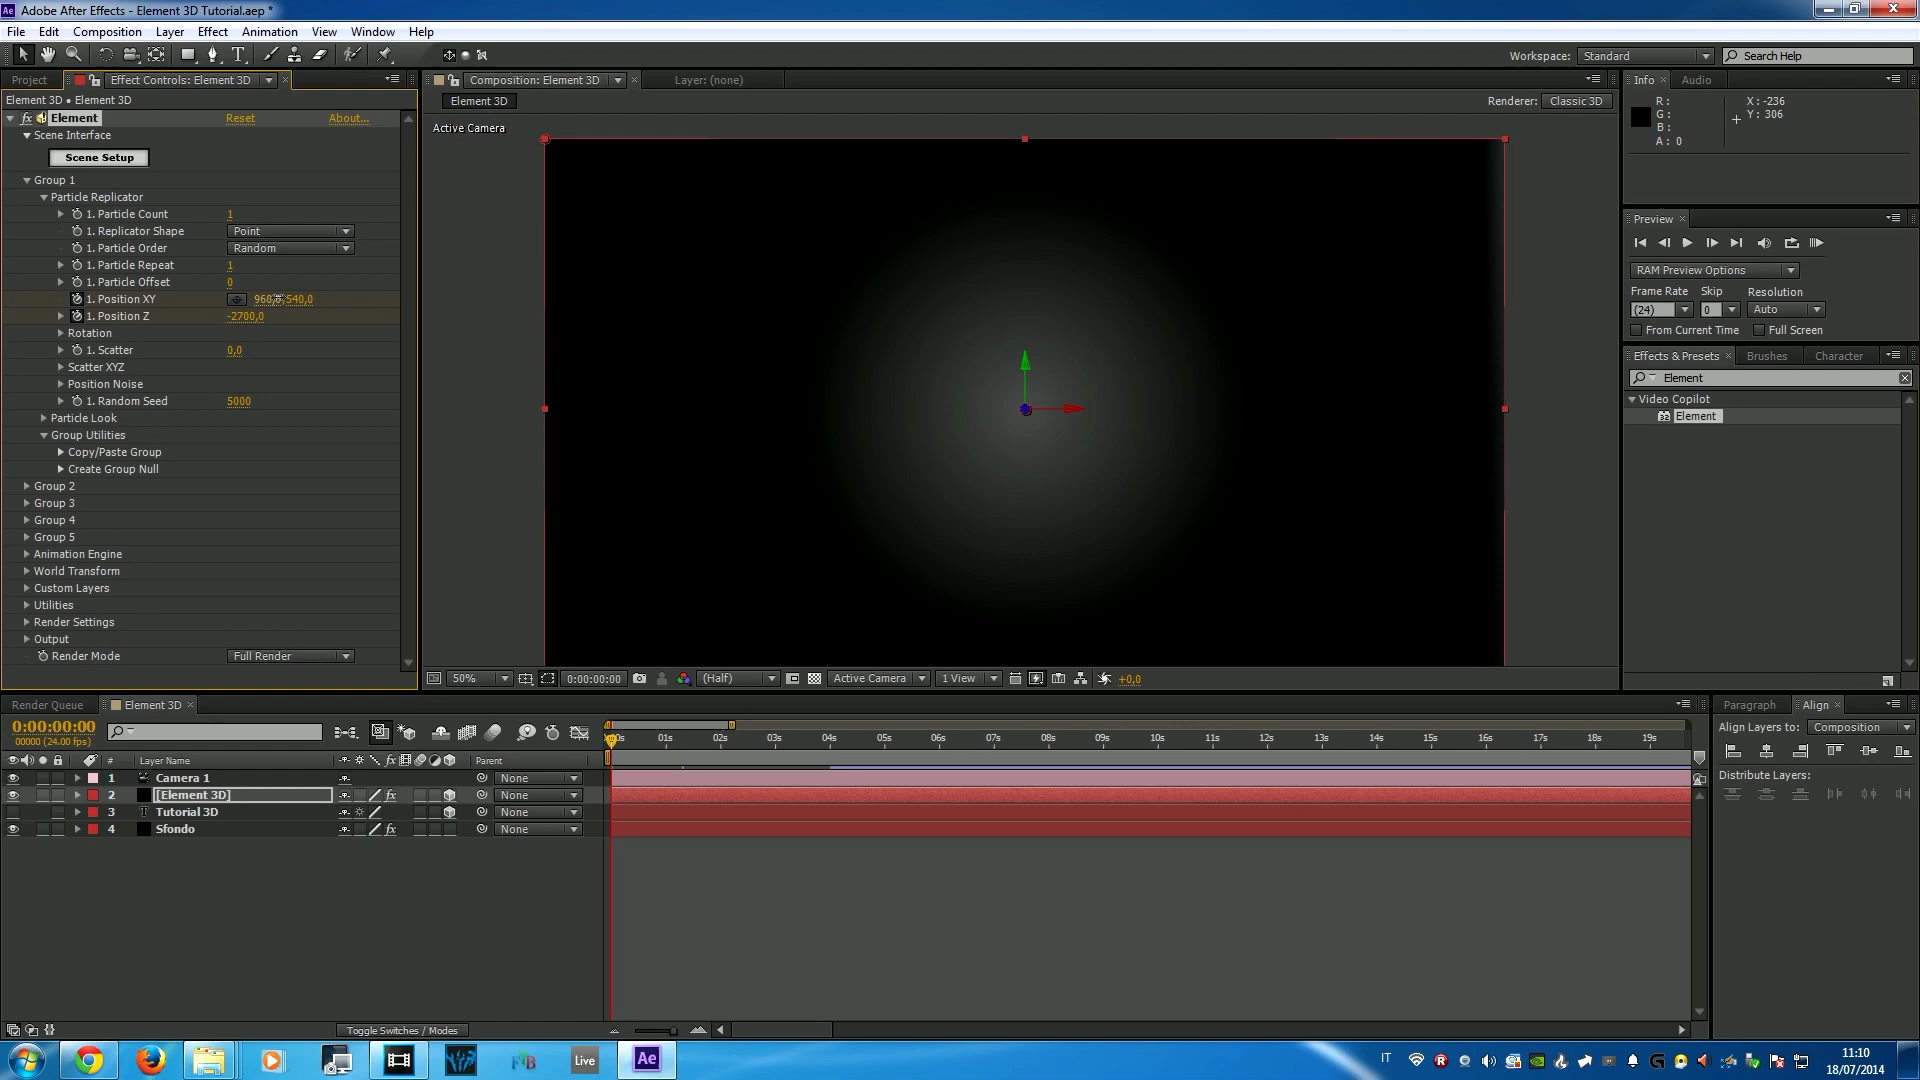 Adobe After Effects - Element 3D Tutorial.aep *
File Edit Composition Layer Effect Animation View Window Help
Workspace: Standard Search Help
Project Effect Controls: Element 3D
Element 3D • Element 3D
fx Element Reset About...
Scene Interface
Scene Setup
Group 1
Particle Replicator
1. Particle Count 1
1. Replicator Shape Point
1. Particle Order Random
1. Particle Repeat 1
1. Particle Offset 0
1. Position XY 540,0
1. Position Z -2700,0
Rotation
1. Scatter 0,0
Scatter XYZ
Position Noise
1. Random Seed 5000
Particle Look
Group Utilities
Copy/Paste Group
Create Group Null
Group 2
Group 3
Group 4
Group 5
Animation Engine
World Transform
Custom Layers
Utilities
Render Settings
Output
Render Mode Full Render
Composition: Element 3D Layer: (none)
Element 3D Renderer: Classic 3D
Active Camera
50% 0:00:00:00 (Half) Active Camera 1 View +0,0
Info Audio
R: X: -236
G: Y: 306
B:
A: 0
Preview
RAM Preview Options
Frame Rate Skip Resolution
(24) 0 Auto
From Current Time Full Screen
Effects & Presets Brushes Character
Element
Video Copilot
Element
Render Queue Element 3D
0:00:00:00
00000 (24.00 fps)
01s 02s 03s 04s 05s 06s 07s 08s 09s 10s 11s 12s 13s 14s 15s 16s 17s 18s 19s
# Layer Name fx Parent
1 Camera 1 None
2 [Element 3D] fx None
3 T Tutorial 3D None
4 Sfondo fx None
Toggle Switches / Modes
Paragraph Align
Align Layers to: Composition
Distribute Layers:
Live Ae
IT
11:10
18/07/2014